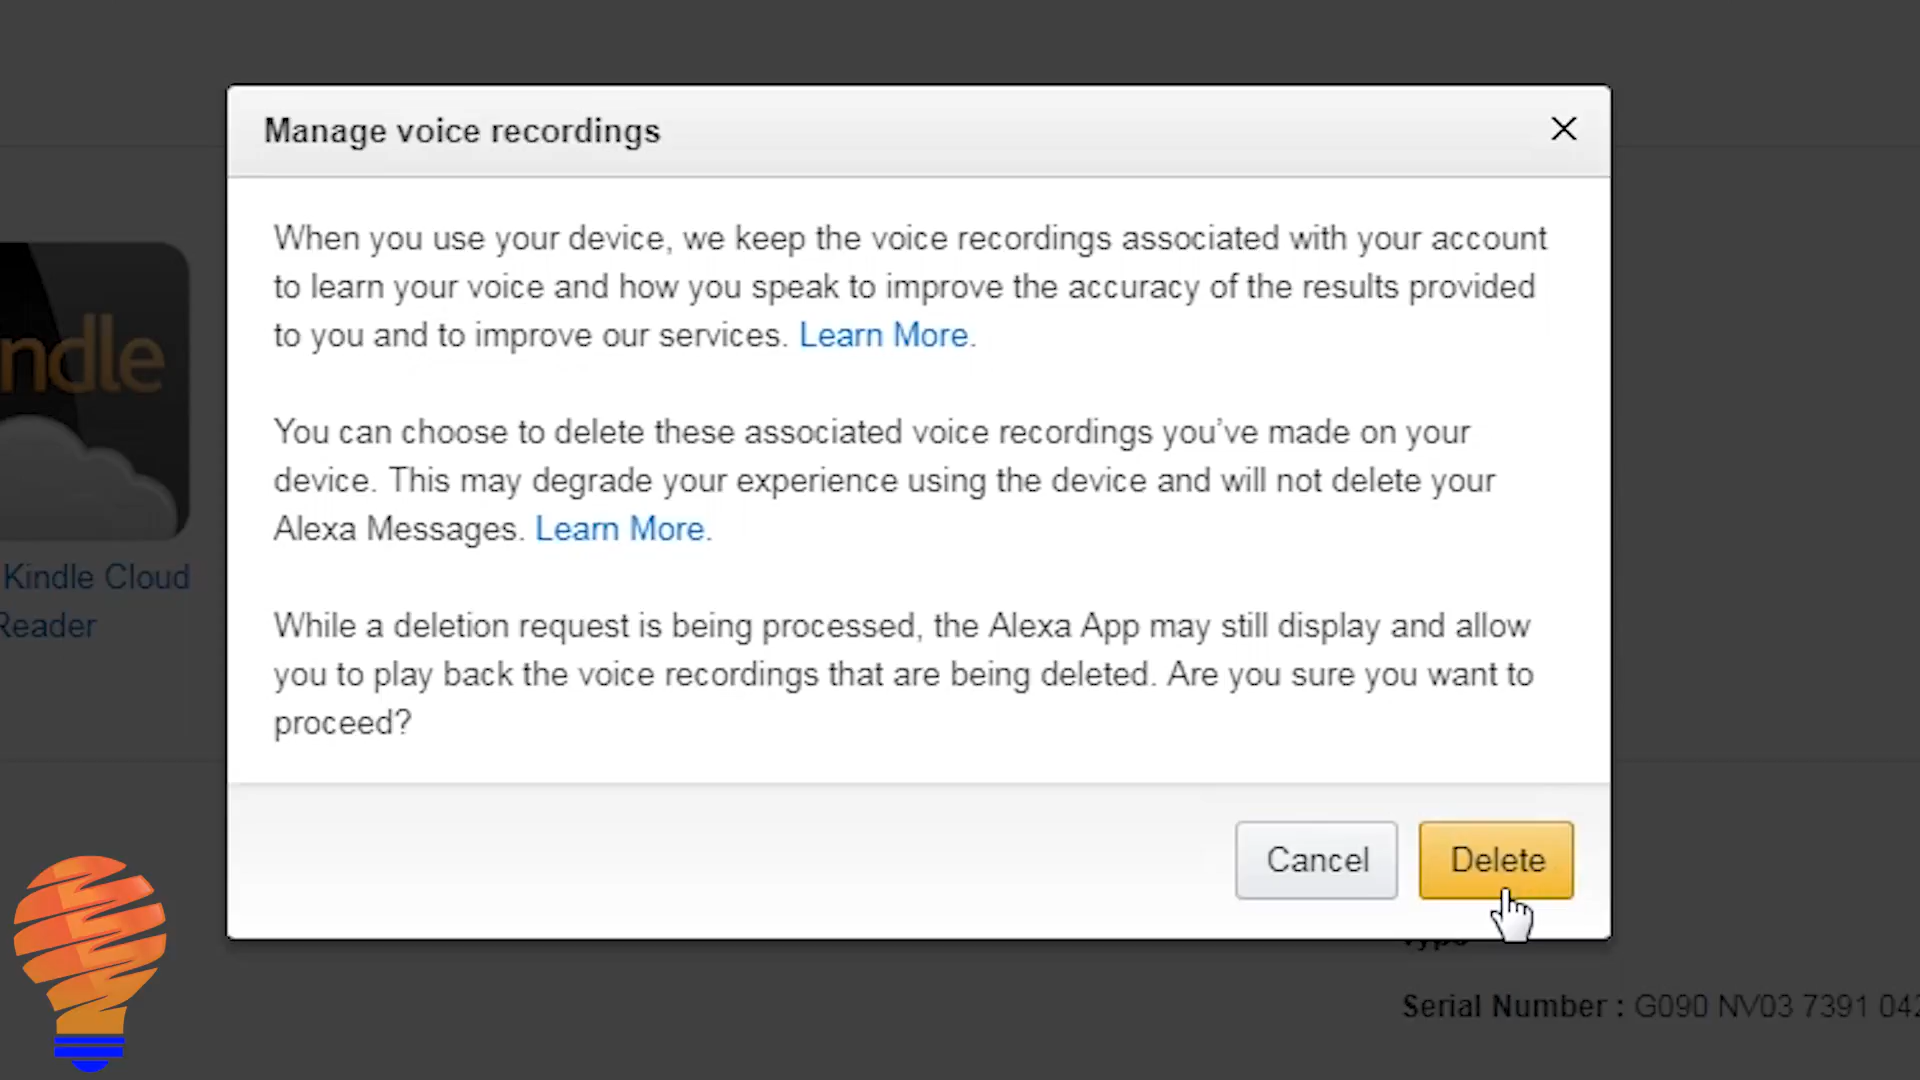 Manage voice recordings
When you use your device, we keep the voice recordings associated with your account
to learn your voice and how you speak to improve the accuracy of the results provided
to you and to improve our services. Learn More.
You can choose to delete these associated voice recordings you’ve made on your
device. This may degrade your experience using the device and will not delete your
Alexa Messages. Learn More.
While a deletion request is being processed, the Alexa App may still display and allow
you to play back the voice recordings that are being deleted. Are you sure you want to
proceed?
Cancel Delete
ndle
Kindle Cloud
Reader
Serial Number : G090 NV03 7391 042